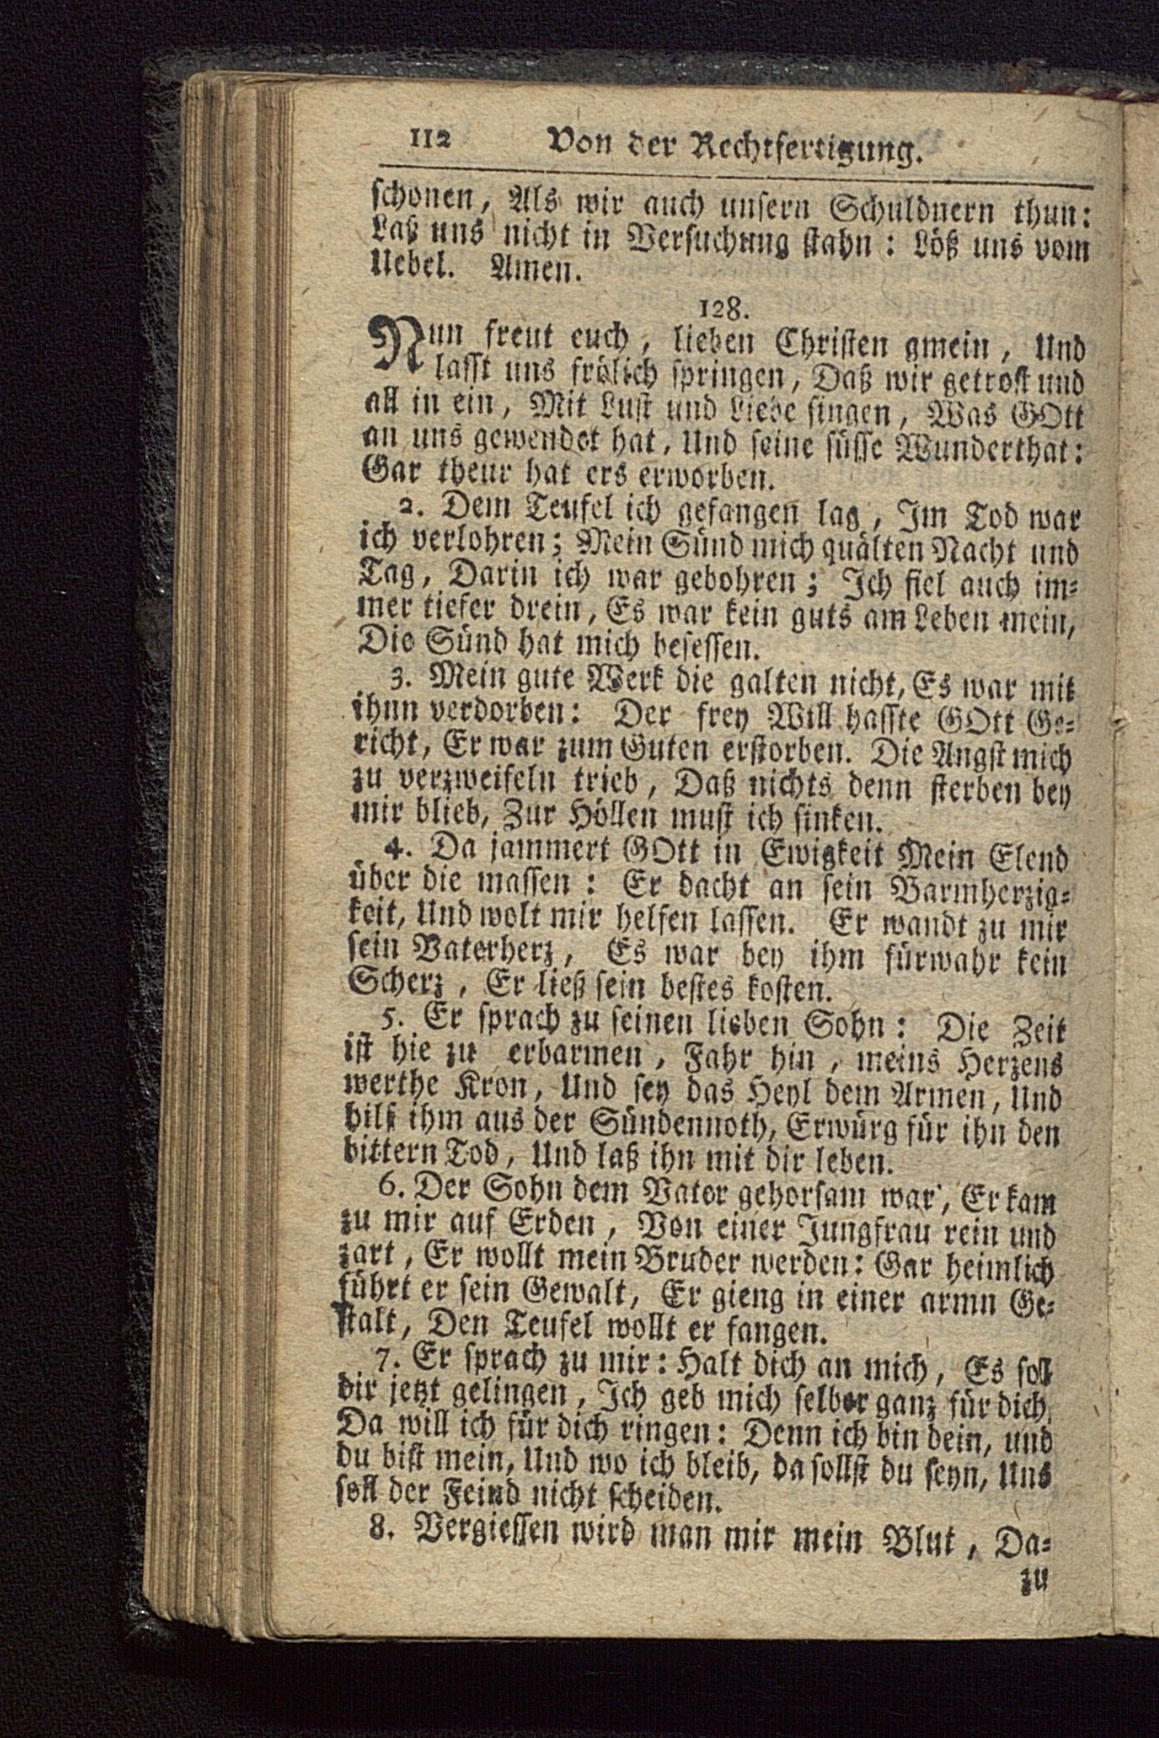 112 Von der Rechtfertigung.
schonen, Als wir auch unsern Schuldnern thun:
Laß uns nicht in Versuchung stahn: Löß uns vom
Uebel. Amen.
128.
Nun freut euch, lieben Christen gmein, Und
lasst uns frölich springen, Daß wir getrost und
all in ein, Mit Lust und Liebe singen, Was GOtt
an uns gewendet hat, Und seine süsse Wunderthat:
Gar theur hat ers erworben.
2. Dem Teufel ich gefangen lag, Im Tod war
ich verlohren; Mein Sünd mich quälten Nacht und
Tag, Darin ich war gebohren; Ich fiel auch im-
mer tiefer drein, Es war kein guts am Leben mein,
Die Sünd hat mich besessen.
3. Mein gute Werk die galten nicht, Es war mit
ihnn verdorben: Der frey Will hasste GOtt Ge-
richt, Er war zum Guten erstorben. Die Angst mich
zu verzweifeln trieb, Daß nichts denn sterben bey
mir blieb, Zur Höllen must ich sinken.
4. Da jammert GOtt in Ewigkeit Mein Elend
über die massen: Er dacht an sein Barmherzig-
keit, Und wolt mir helfen lassen. Er wandt zu mir
sein Vaterherz, Es war bey ihm fürwahr kein
Scherz, Er ließ sein bestes kosten.
5. Er sprach zu seinen lieben Sohn: Die Zeit
ist hie zu erbarmen, Fahr hin, meins Herzens
werthe Kron, Und sey das Heyl dem Armen, Und
hilf ihm aus der Sündennoth, Erwürg für ihn den
bittern Tod, Und laß ihn mit dir leben.
6. Der Sohn dem Vater gehorsam war, Er kam
zu mir auf Erden, Von einer Jungfrau rein und
zart, Er wollt mein Bruder werden: Gar heimlich
führt er sein Gewalt, Er gieng in einer armn Ge-
stalt, Den Teufel wollt er fangen.
7. Er sprach zu mir: Halt dich an mich, Es soll
dir jetzt gelingen, Ich geb mich selber ganz für dich,
Da will ich für dich ringen: Denn ich bin dein, und
du bist mein, Und wo ich bleib, da sollst du seyn, Uns
soll der Feind nicht scheiden.
8. Vergiessen wird man mir mein Blut, Da-
zu